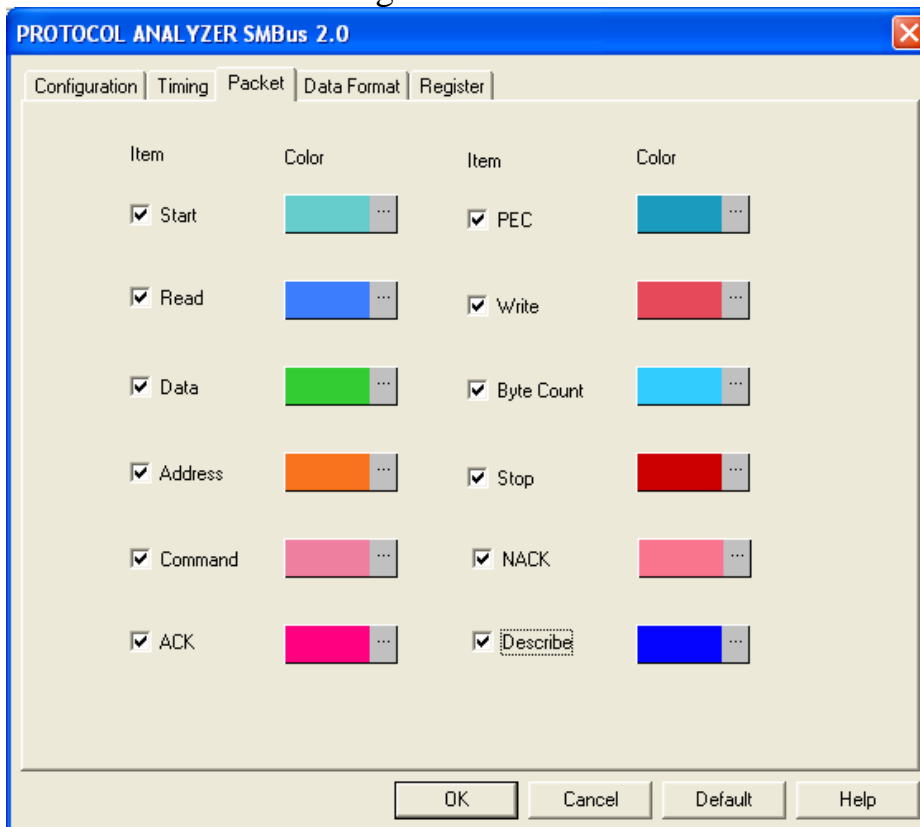 PROTOCOL ANALYZER SMBus 2.0
Configuration Timing Packet Data Format Register
Item Color Item Color
Start ... PEC ...
Read ... Write ...
Data ... Byte Count ...
Address ... Stop ...
Command ... NACK ...
ACK ... Describe ...
OK Cancel Default Help